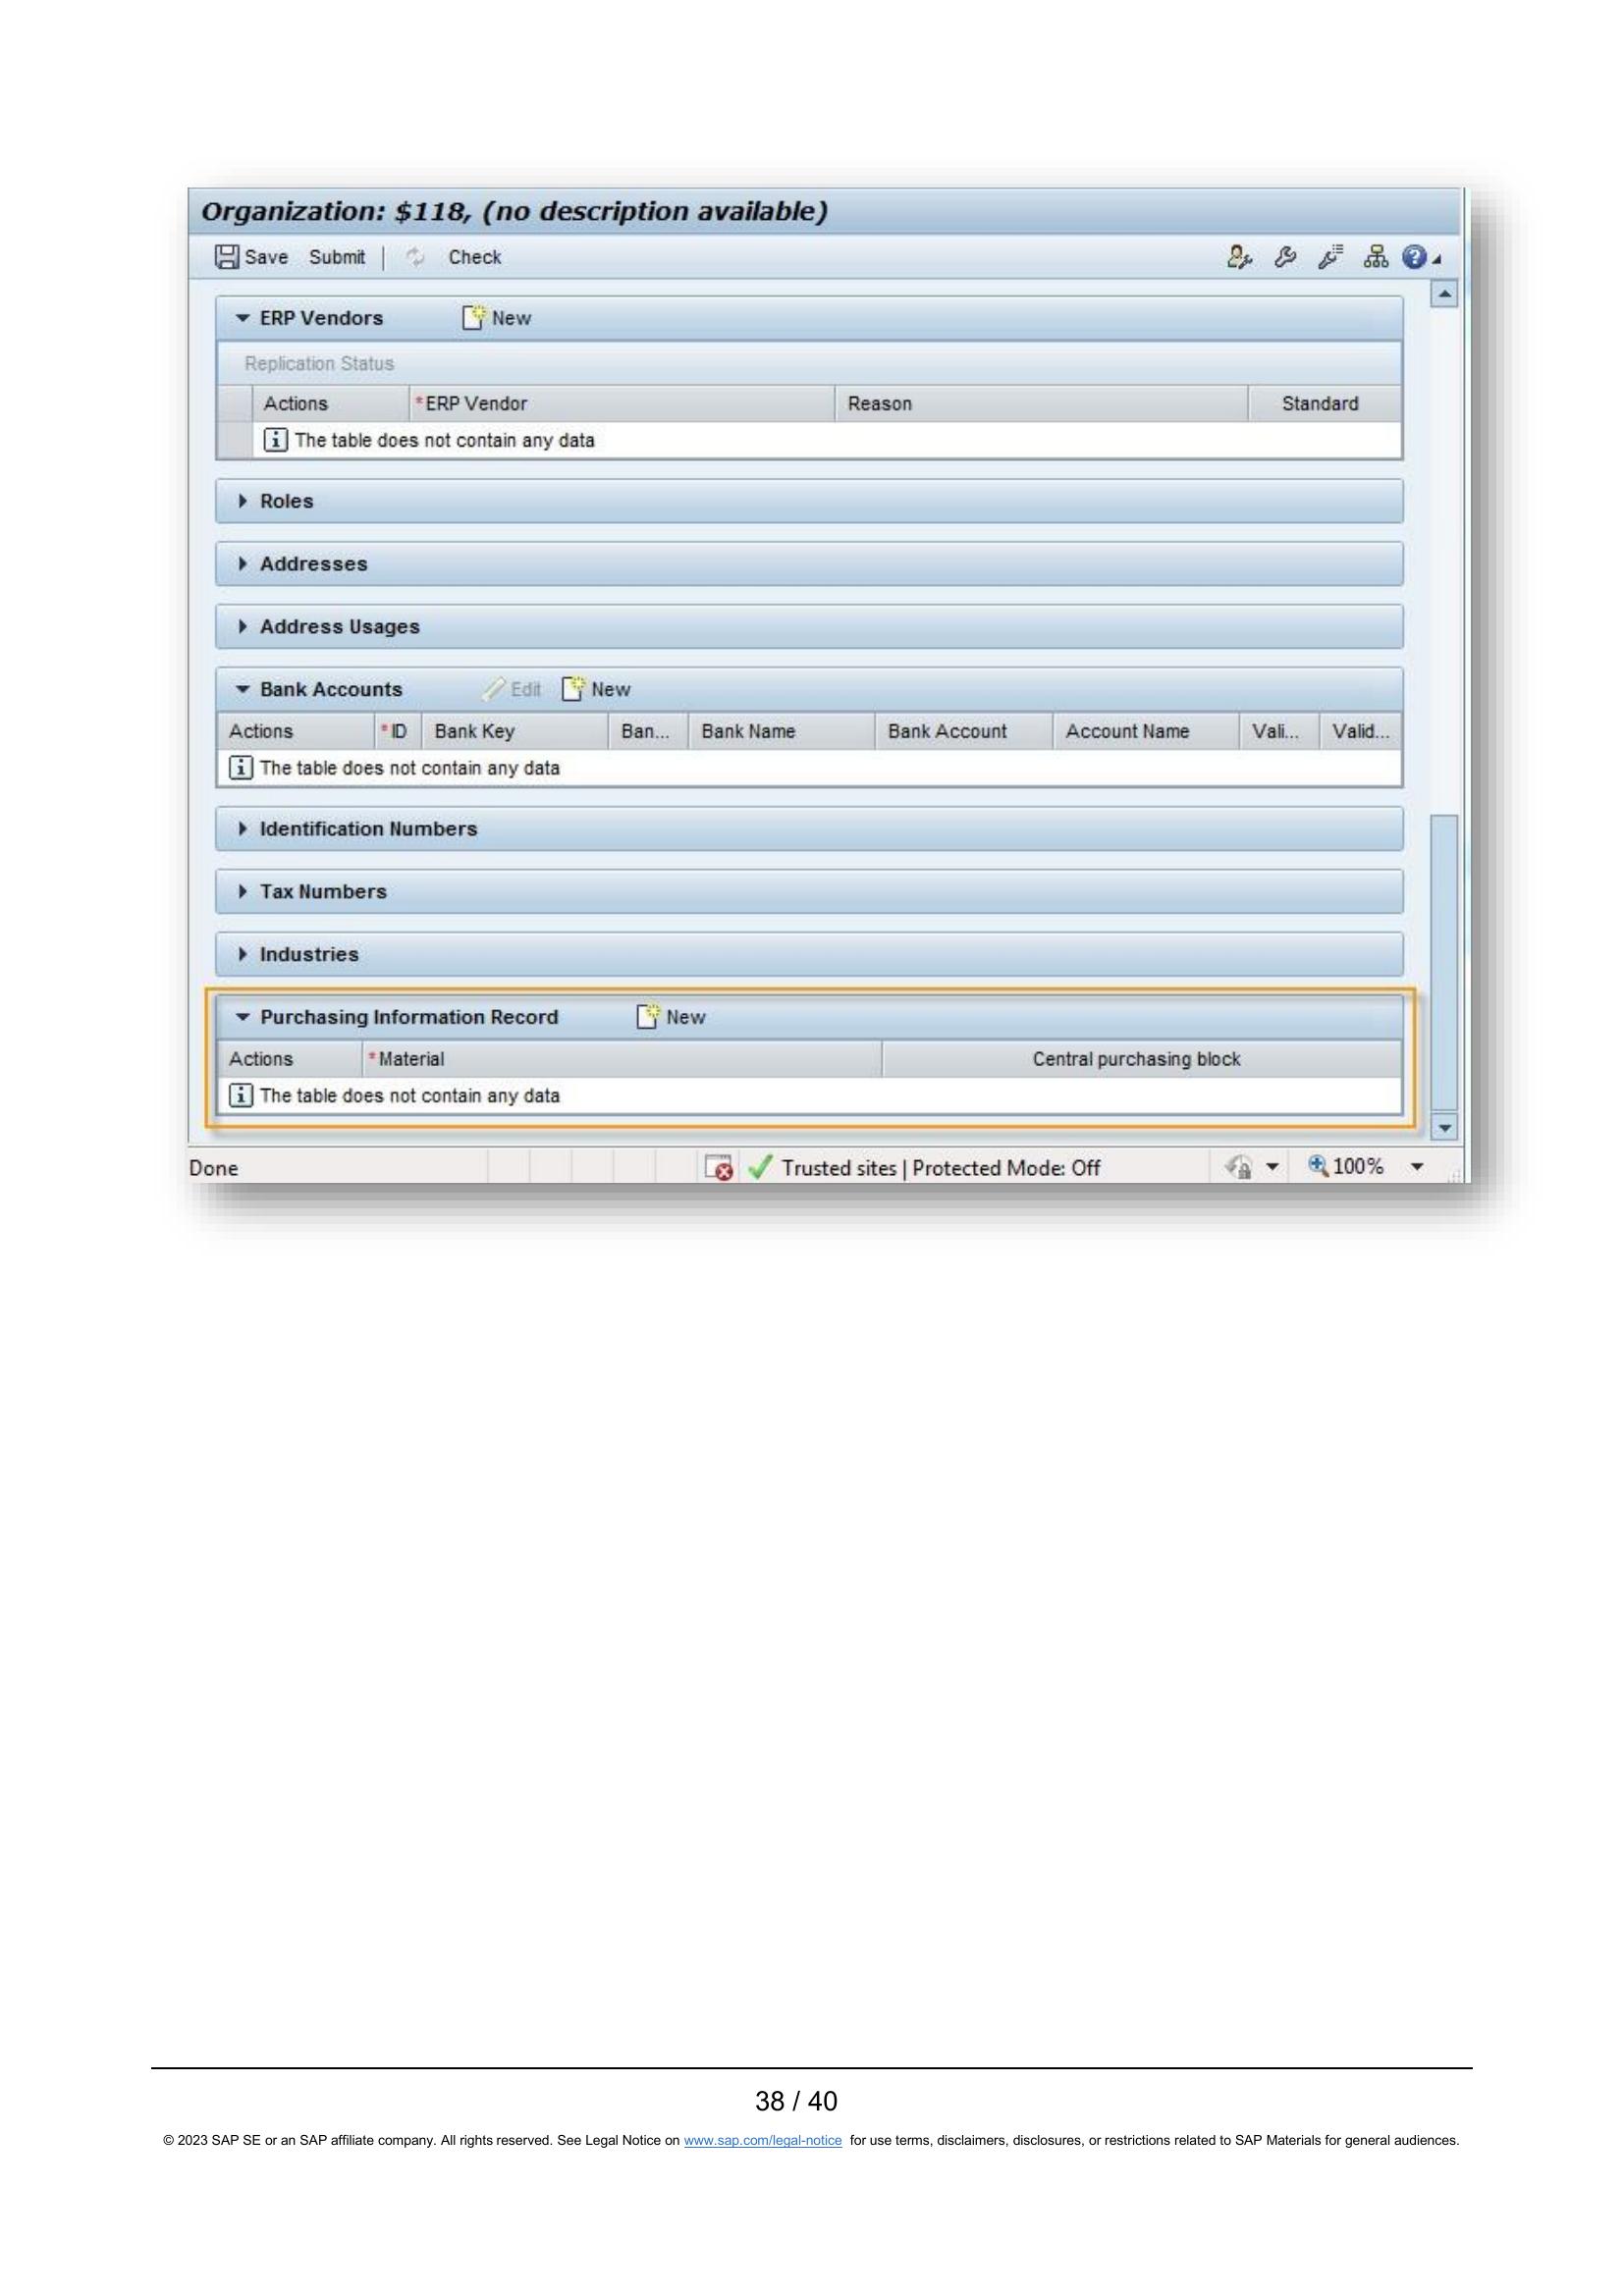 Organization: $118, (no description available)
Save Submit | Check
ERP Vendors New
Replication Status
Actions *ERP Vendor Reason Standard
The table does not contain any data
Roles
Addresses
Address Usages
Bank Accounts Edit New
Actions *ID Bank Key Ban... Bank Name Bank Account Account Name Vali... Valid...
The table does not contain any data
Identification Numbers
Tax Numbers
Industries
Purchasing Information Record New
Actions *Material Central purchasing block
The table does not contain any data
Done Trusted sites | Protected Mode: Off 100%
38 / 40
© 2023 SAP SE or an SAP affiliate company. All rights reserved. See Legal Notice on www.sap.com/legal-notice for use terms, disclaimers, disclosures, or restrictions related to SAP Materials for general audiences.